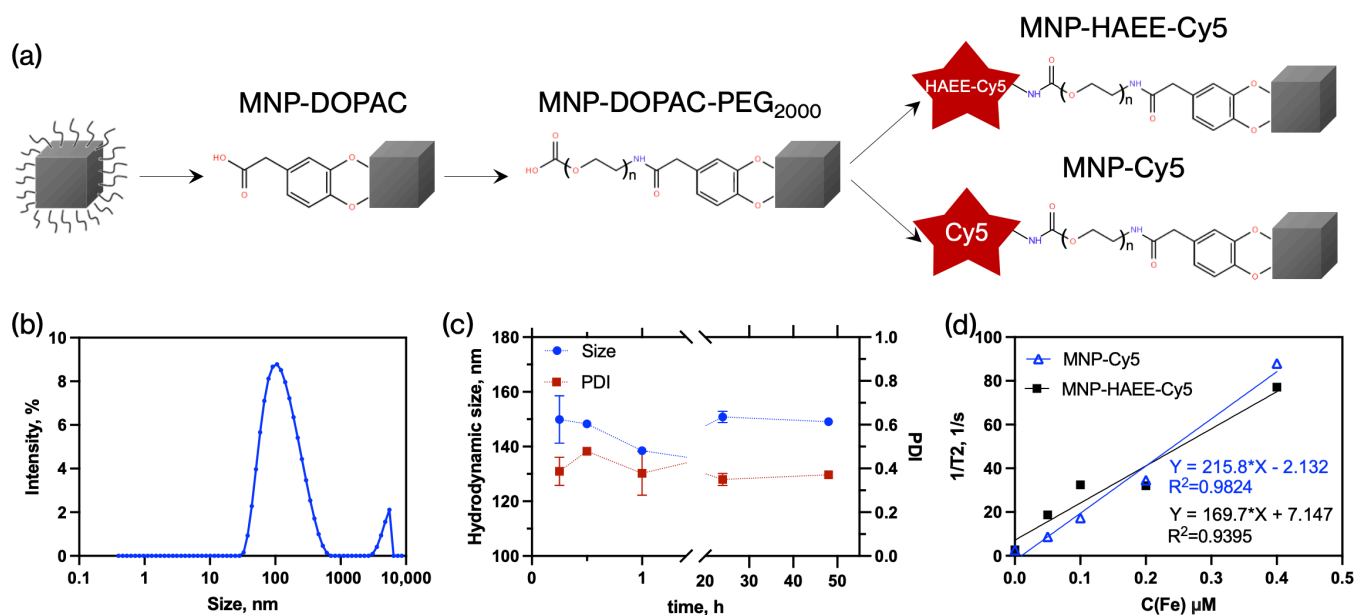 (a)
MNP-DOPAC
MNP-DOPAC-PEG2000
MNP-HAEE-Cy5
MNP-Cy5
HO
O
O
O
HO
O
O
n
NH
O
O
O
HAEE-Cy5
NH
O
O
n
NH
O
O
O
Cy5
NH
O
O
n
NH
O
O
O
(b)
Intensity, %
10
8
6
4
2
0
0.1
1
10
100
1000
10,000
Size, nm
(c)
Hydrodynamic size, nm
180
160
140
120
100
Size
PDI
1.0
0.8
0.6
0.4
0.2
0.0
PDI
0
1
20
30
40
50
time, h
(d)
1/T2, 1/s
100
80
60
40
20
0
MNP-Cy5
MNP-HAEE-Cy5
Y = 215.8*X - 2.132
R2=0.9824
Y = 169.7*X + 7.147
R2=0.9395
0.0
0.1
0.2
0.3
0.4
0.5
C(Fe) µM